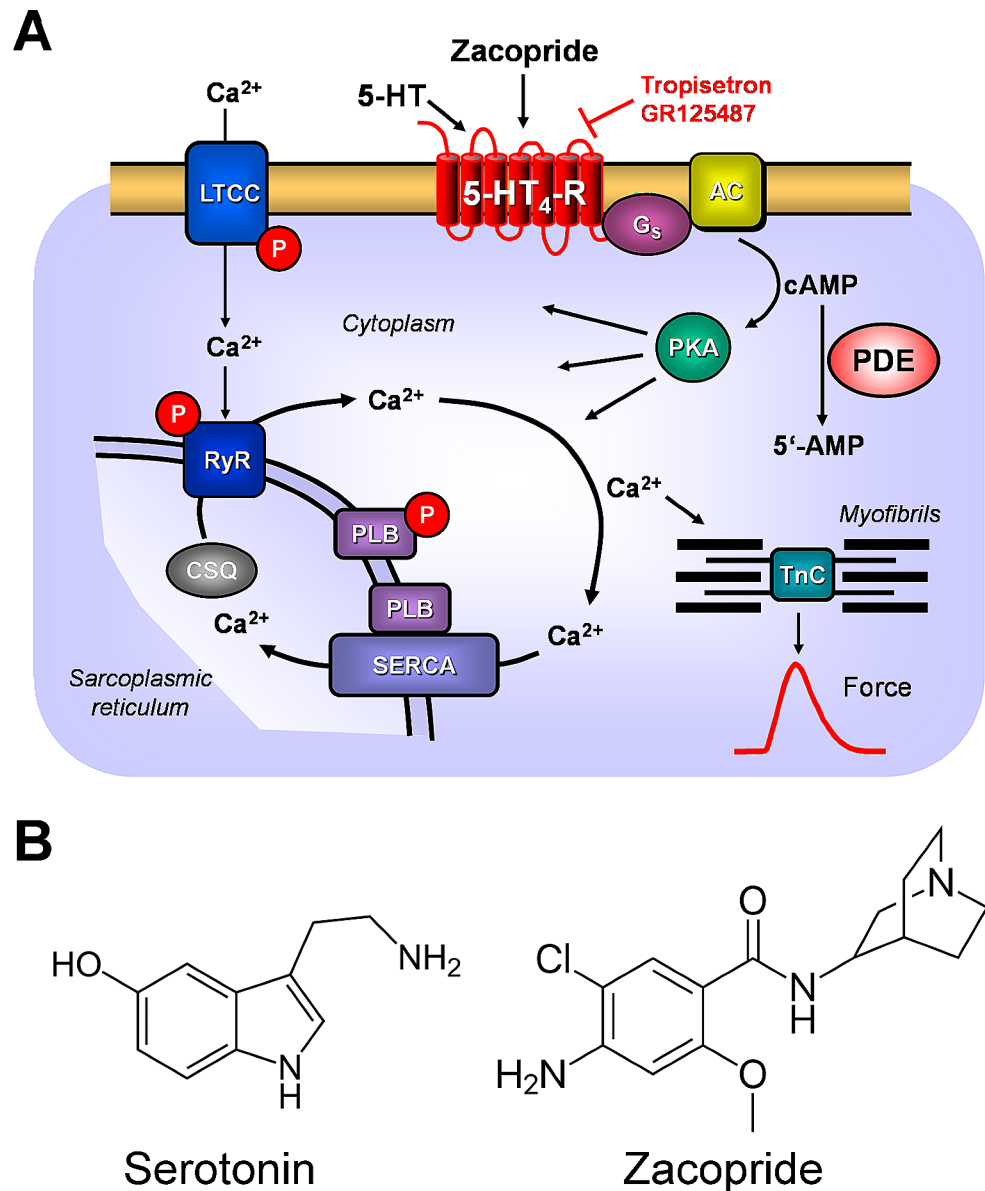 A
Zacopride
Ca²⁺
5-HT
Tropisetron
GR125487
LTCC
5-HT₄-R
AC
Gₛ
P
cAMP
Cytoplasm
Ca²⁺
PKA
PDE
P
Ca²⁺
RyR
5‘-AMP
Ca²⁺
P
PLB
Myofibrils
CSQ
TnC
PLB
Ca²⁺
Ca²⁺
SERCA
Sarcoplasmic
reticulum
Force
B
O
N
HO
NH₂
Cl
N
H
N
H
H₂N
O
Serotonin
Zacopride